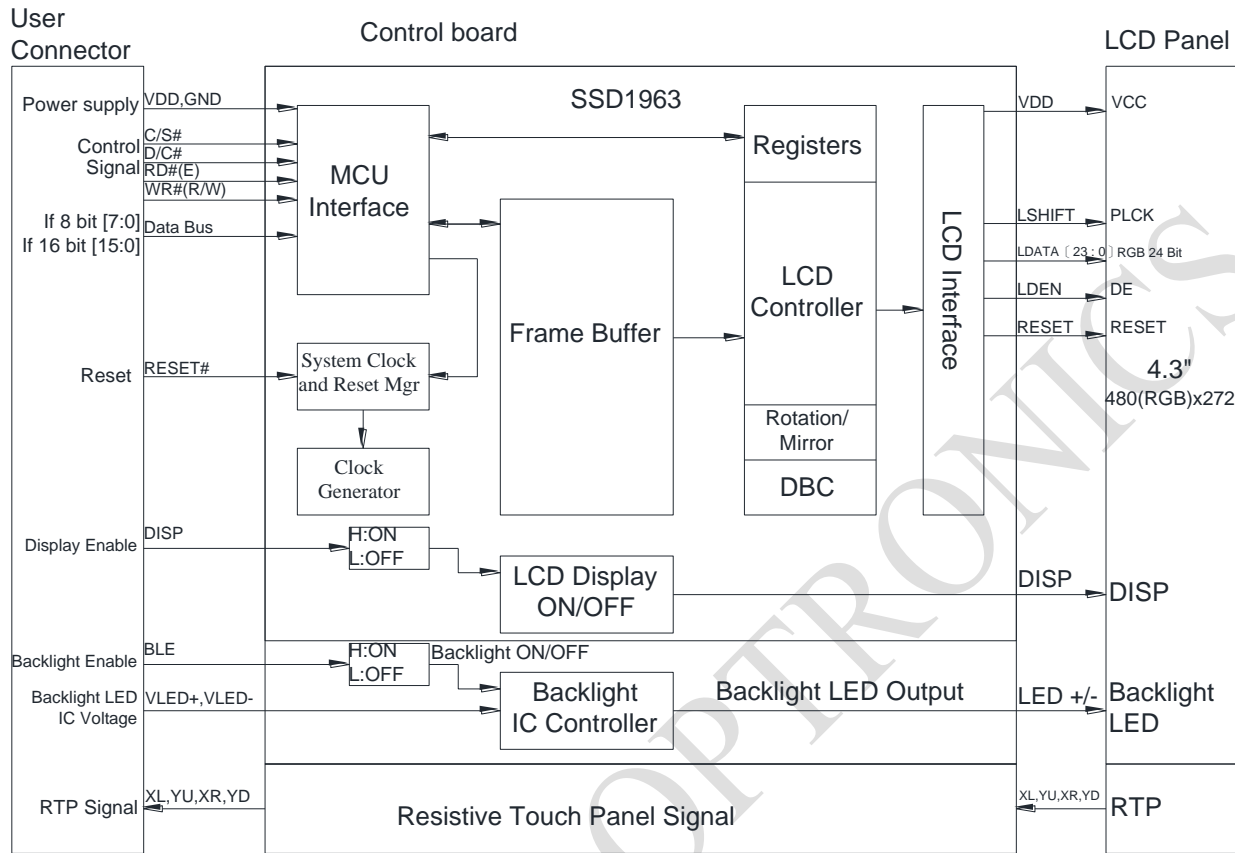 User
Connector
Control board
LCD Panel
Power supply
VDD,GND
Control
Signal
C/S#
D/C#
RD#(E)
WR#(R/W)
If 8 bit [7:0]
If 16 bit [15:0]
Data Bus
Reset
RESET#
Display Enable
DISP
Backlight Enable
BLE
Backlight LED
IC Voltage
VLED+,VLED-
RTP Signal
XL,YU,XR,YD
SSD1963
MCU
Interface
System Clock
and Reset Mgr
Clock
Generator
Frame Buffer
Registers
LCD
Controller
Rotation/
Mirror
DBC
LCD Interface
H:ON
L:OFF
LCD Display
ON/OFF
H:ON
L:OFF
Backlight ON/OFF
Backlight
IC Controller
Backlight LED Output
Resistive Touch Panel Signal
VDD
VCC
LSHIFT
PLCK
LDATA〔23:0〕
RGB 24 Bit
LDEN
DE
RESET
RESET
4.3"
480(RGB)x272
DISP
DISP
LED +/-
Backlight
LED
XL,YU,XR,YD
RTP
OPTRONICS